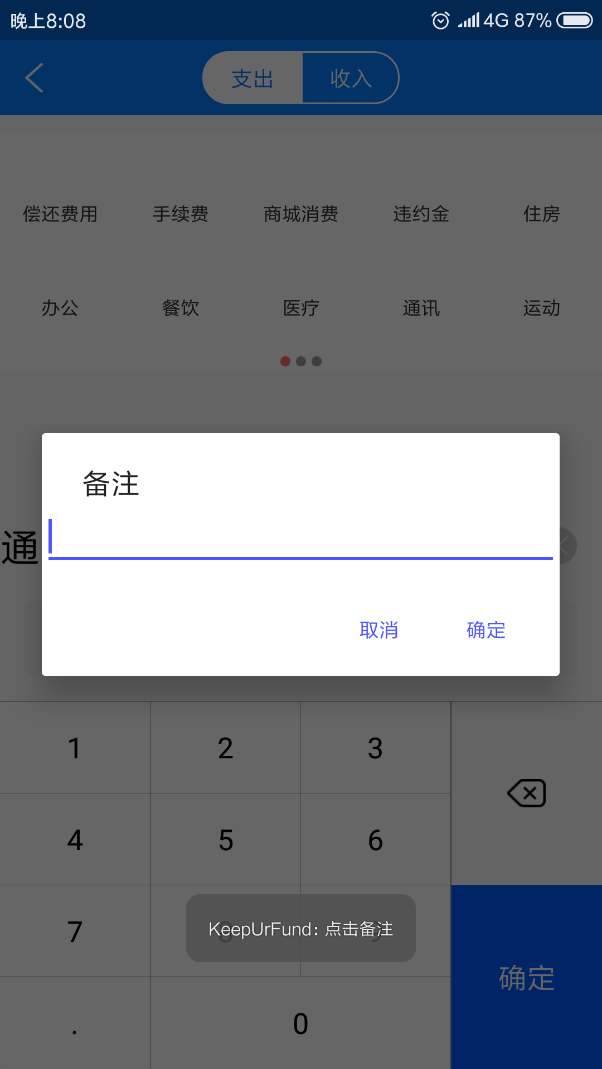 晚上8:08 4G 87%
支出 收入
偿还费用 手续费 商城消费 违约金 住房
办公 餐饮 医疗 通讯 运动
备注
通
取消 确定
1 2 3
4 5 6
7
KeepUrFund: 点击备注
确定
. 0